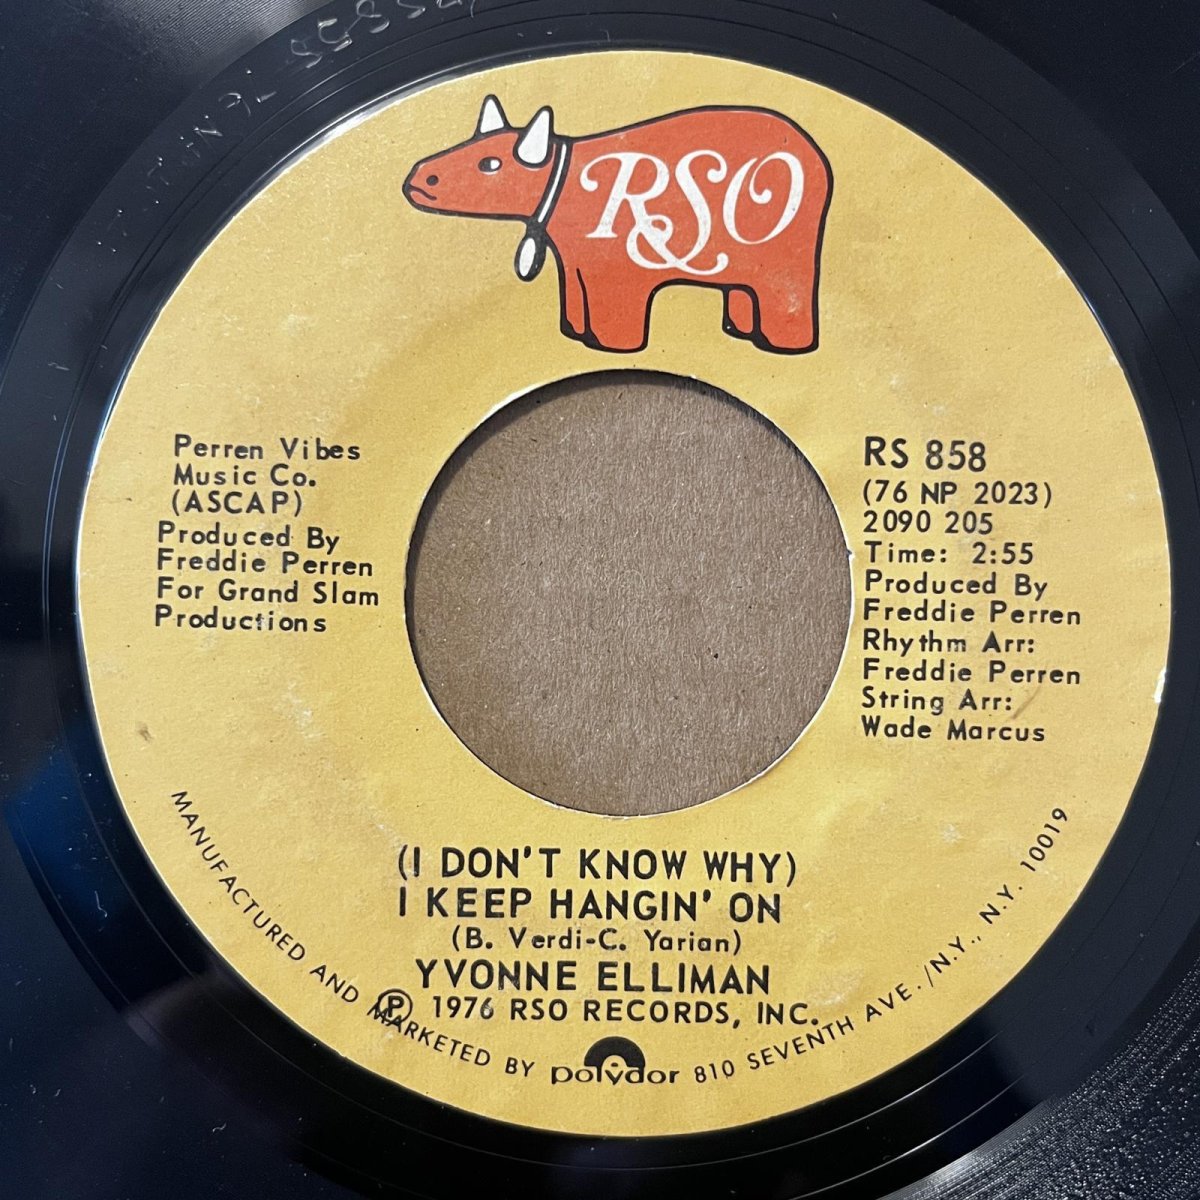 RSO
Perren Vibes
Music Co.
(ASCAP)
Produced By
Freddie Perren
For Grand Slam
Productions
RS 858
(76 NP 2023)
2090 205
Time: 2:55
Produced By
Freddie Perren
Rhythm Arr:
Freddie Perren
String Arr:
Wade Marcus
(I DON'T KNOW WHY)
I KEEP HANGIN' ON
(B. Verdi-C. Yarian)
YVONNE ELLIMAN
℗ 1976 RSO RECORDS, INC.
MANUFACTURED AND MARKETED BY polydor 810 SEVENTH AVE./N.Y., N.Y. 10019